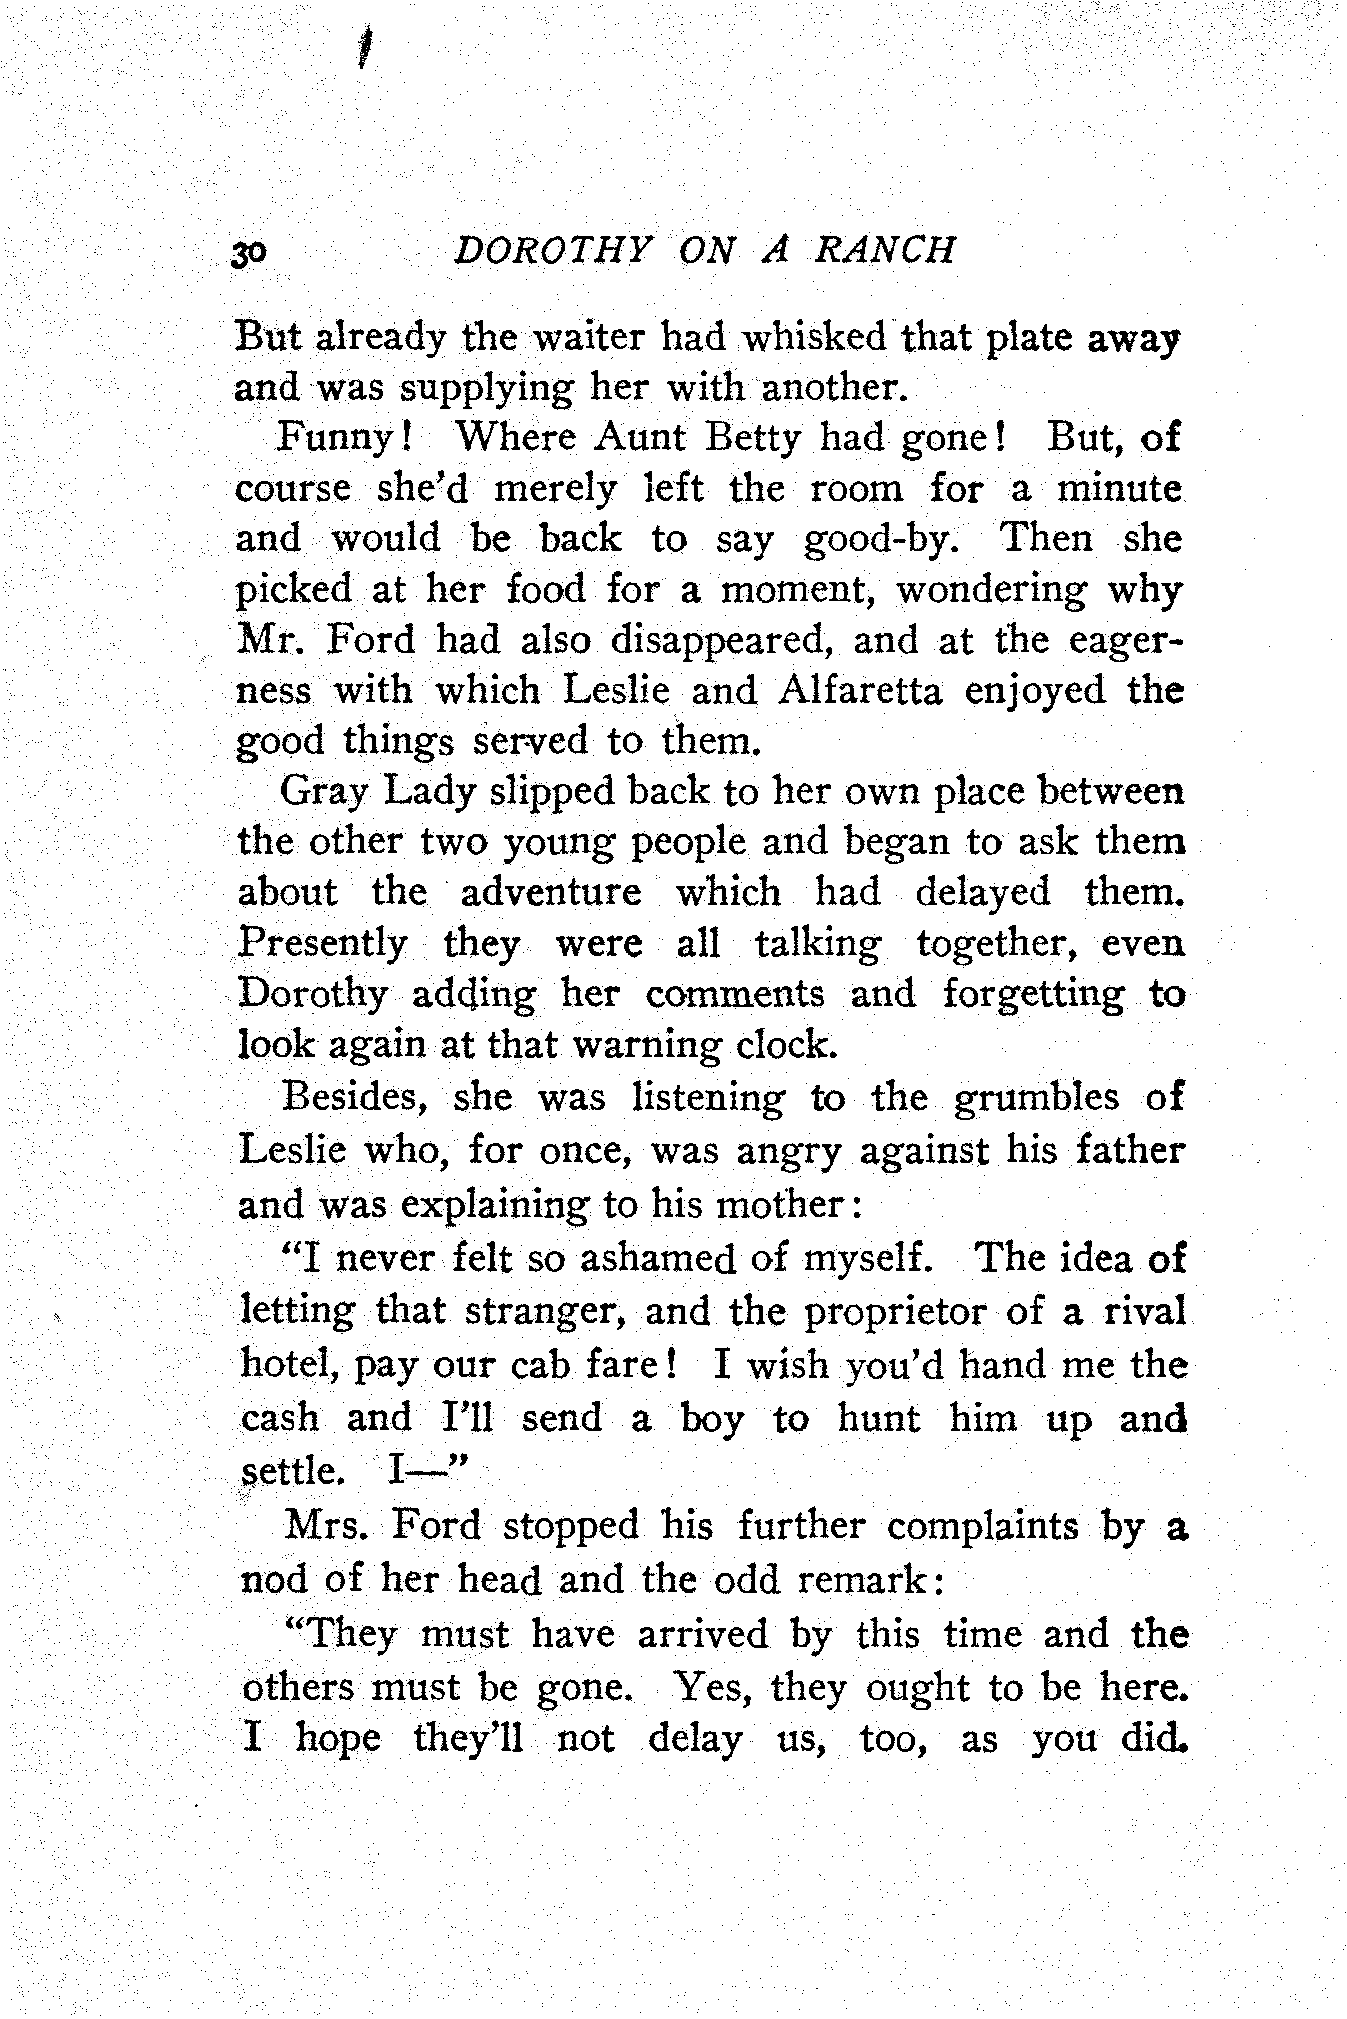 30 DOROTHY ON A RANCH
But already the waiter had whisked that plate away
and was supplying her with another.
Funny! Where Aunt Betty had gone! But, of
course she'd merely left the room for a minute
and would be back to say good-by. Then she
picked at her food for a moment, wondering why
Mr. Ford had also disappeared, and at the eager-
ness with which Leslie and Alfaretta enjoyed the
good things served to them.
Gray Lady slipped back to her own place between
the other two young people and began to ask them
about the adventure which had delayed them.
Presently they were all talking together, even
Dorothy adding her comments and forgetting to
look again at that warning clock.
Besides, she was listening to the grumbles of
Leslie who, for once, was angry against his father
and was explaining to his mother:
“I never felt so ashamed of myself. The idea of
letting that stranger, and the proprietor of a rival
hotel, pay our cab fare! I wish you'd hand me the
cash and I'll send a boy to hunt him up and
settle. I—”
Mrs. Ford stopped his further complaints by a
nod of her head and the odd remark:
“They must have arrived by this time and the
others must be gone. Yes, they ought to be here.
I hope they'll not delay us, too, as you did.